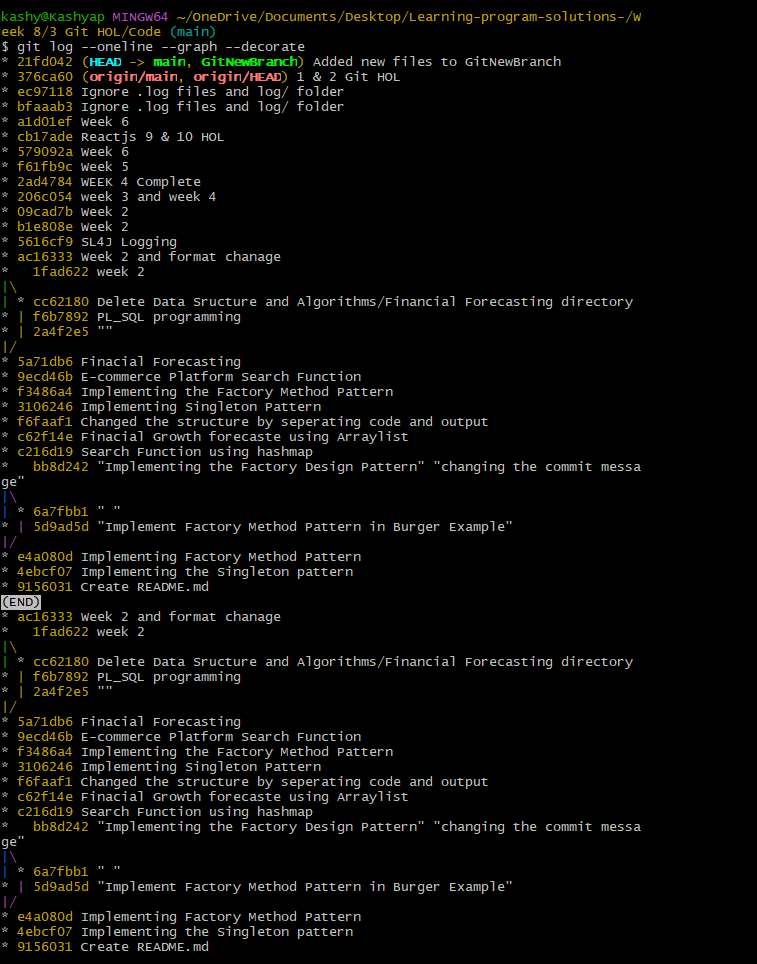 kashy@Kashyap MINGW64 ~/OneDrive/Documents/Desktop/Learning-program-solutions-/W
eek 8/3 Git HOL/Code (main)
$ git log --oneline --graph --decorate
* 21fd042 (HEAD -> main, GitNewBranch) Added new files to GitNewBranch
* 376ca60 (origin/main, origin/HEAD) 1 & 2 Git HOL
* ec97118 Ignore .log files and log/ folder
* bfaaab3 Ignore .log files and log/ folder
* a1d01ef Week 6
* cb17ade Reactjs 9 & 10 HOL
* 579092a Week 6
* f61fb9c Week 5
* 2ad4784 WEEK 4 Complete
* 206c054 week 3 and week 4
* 09cad7b Week 2
* b1e808e Week 2
* 5616cf9 SL4J Logging
* ac16333 Week 2 and format chanage
*   1fad622 week 2
|\
| * cc62180 Delete Data Sructure and Algorithms/Financial Forecasting directory
* | f6b7892 PL_SQL programming
* | 2a4f2e5 ""
|/
* 5a71db6 Finacial Forecasting
* 9ecd46b E-commerce Platform Search Function
* f3486a4 Implementing the Factory Method Pattern
* 3106246 Implementing Singleton Pattern
* f6faaf1 Changed the structure by seperating code and output
* c62f14e Finacial Growth forecaste using Arraylist
* c216d19 Search Function using hashmap
*   bb8d242 "Implementing the Factory Design Pattern" "changing the commit messa
ge"
|\
| * 6a7fbb1 " "
* | 5d9ad5d "Implement Factory Method Pattern in Burger Example"
|/
* e4a080d Implementing Factory Method Pattern
* 4ebcf07 Implementing the Singleton pattern
* 9156031 Create README.md
(END)
* ac16333 Week 2 and format chanage
*   1fad622 week 2
|\
| * cc62180 Delete Data Sructure and Algorithms/Financial Forecasting directory
* | f6b7892 PL_SQL programming
* | 2a4f2e5 ""
|/
* 5a71db6 Finacial Forecasting
* 9ecd46b E-commerce Platform Search Function
* f3486a4 Implementing the Factory Method Pattern
* 3106246 Implementing Singleton Pattern
* f6faaf1 Changed the structure by seperating code and output
* c62f14e Finacial Growth forecaste using Arraylist
* c216d19 Search Function using hashmap
*   bb8d242 "Implementing the Factory Design Pattern" "changing the commit messa
ge"
|\
| * 6a7fbb1 " "
* | 5d9ad5d "Implement Factory Method Pattern in Burger Example"
|/
* e4a080d Implementing Factory Method Pattern
* 4ebcf07 Implementing the Singleton pattern
* 9156031 Create README.md